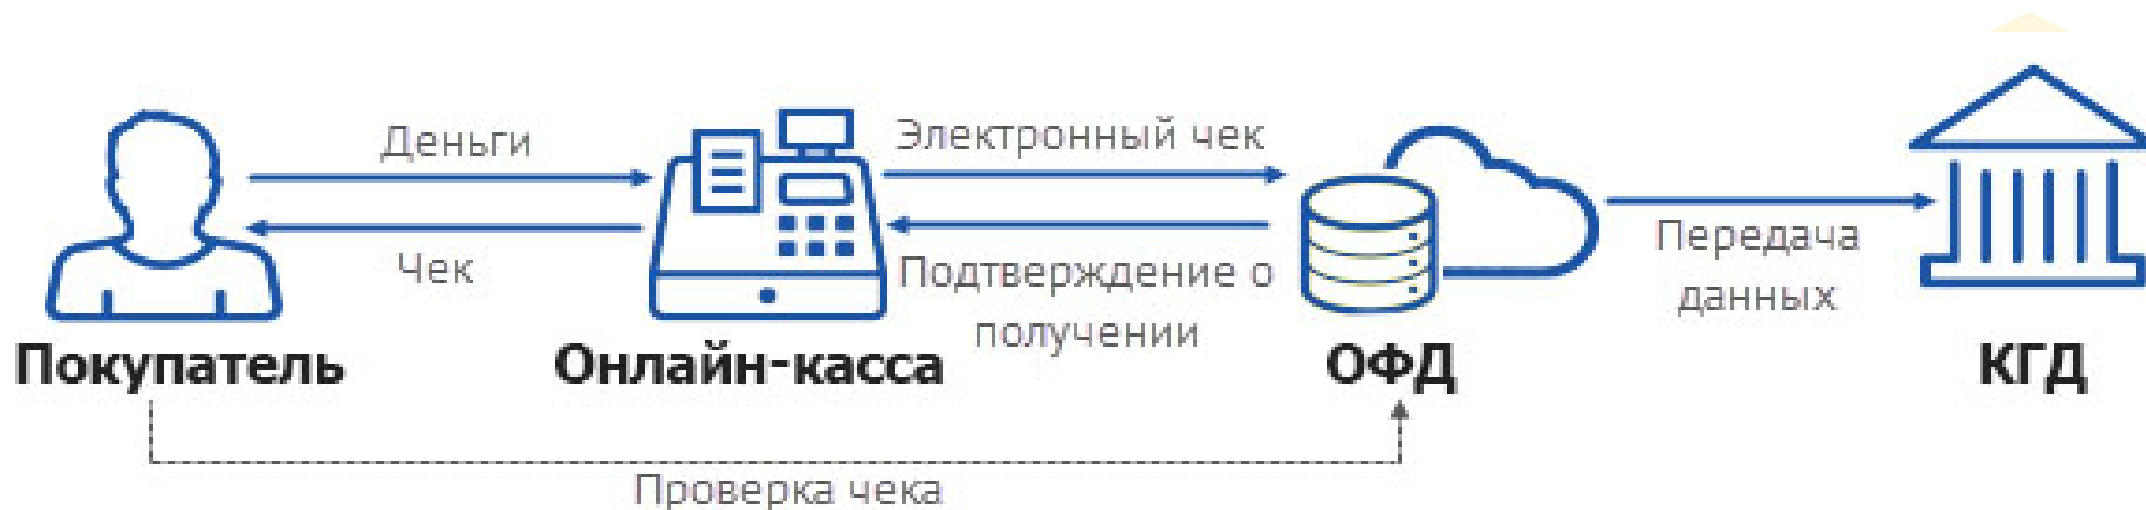 Деньги
Чек
Электронный чек
Подтверждение о
получении
Передача
данных
Покупатель
Онлайн-касса
ОФД
КГД
Проверка чека